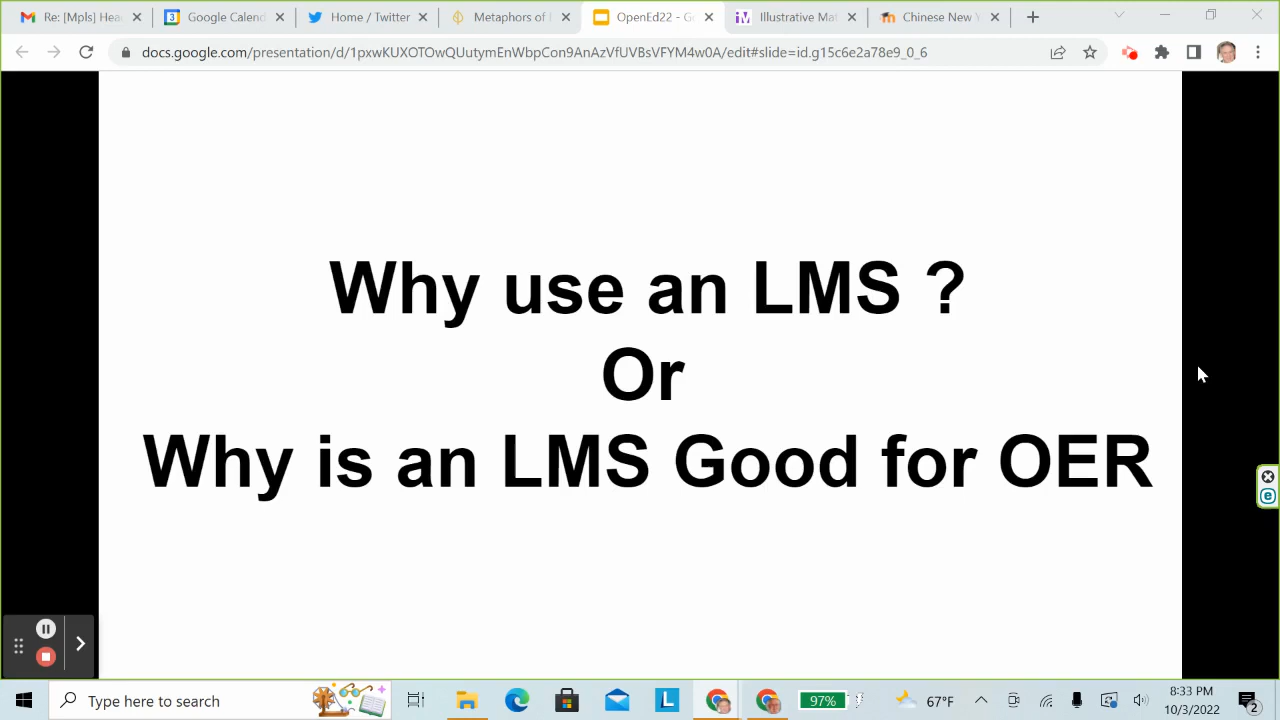 Re: [Mpls] Hea
Google Calend
Home / Twitter
Metaphors of
OpenEd22 - G
Illustrative Mat
Chinese New Y
docs.google.com/presentation/d/1pxwKUXOTOwQUutymEnWbpCon9AnAzVfUVBsVFYM4w0A/edit#slide=id.g15c6e2a78e9_0_6
Why use an LMS ?
Or
Why is an LMS Good for OER
Type here to search
L
97%
67°F
8:33 PM
10/3/2022
2